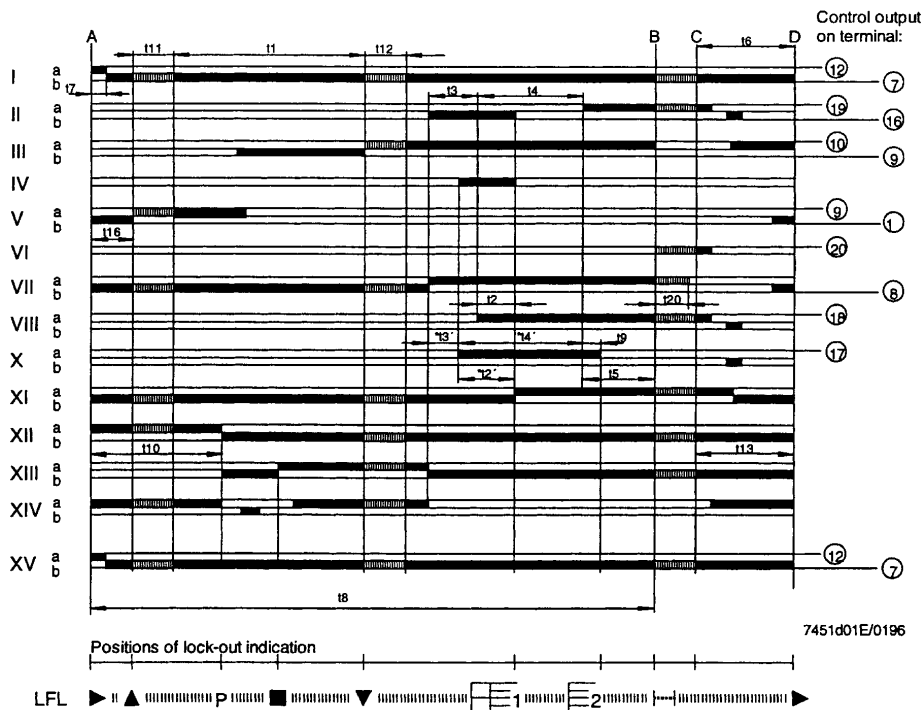 Control output
on terminal:
A t11 t1 t12 B C t6 D
I a b t7 12 7
t3 t4
II a b 19 16
III a b 10 9
IV
V a b 9 1
t16
VI 20
VII a b 8
t2 t20
VIII a b 18
"t3" "t4" t9
X a b 17
"t2" t5
XI a b
XII a b
t10 t13
XIII a b
XIV a b
XV a b 12 7
t8
7451d01E/0196
Positions of lock-out indication
LFL P 1 2